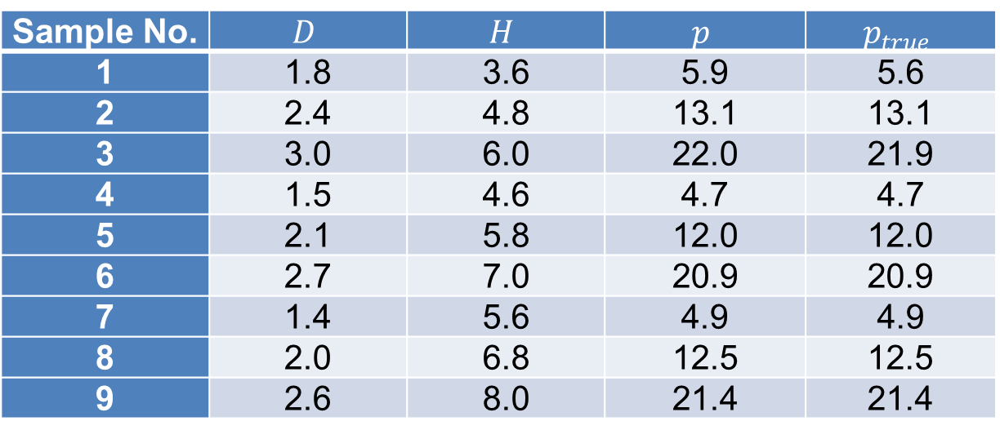 Sample No. D H p p_true
1 1.8 3.6 5.9 5.6
2 2.4 4.8 13.1 13.1
3 3.0 6.0 22.0 21.9
4 1.5 4.6 4.7 4.7
5 2.1 5.8 12.0 12.0
6 2.7 7.0 20.9 20.9
7 1.4 5.6 4.9 4.9
8 2.0 6.8 12.5 12.5
9 2.6 8.0 21.4 21.4